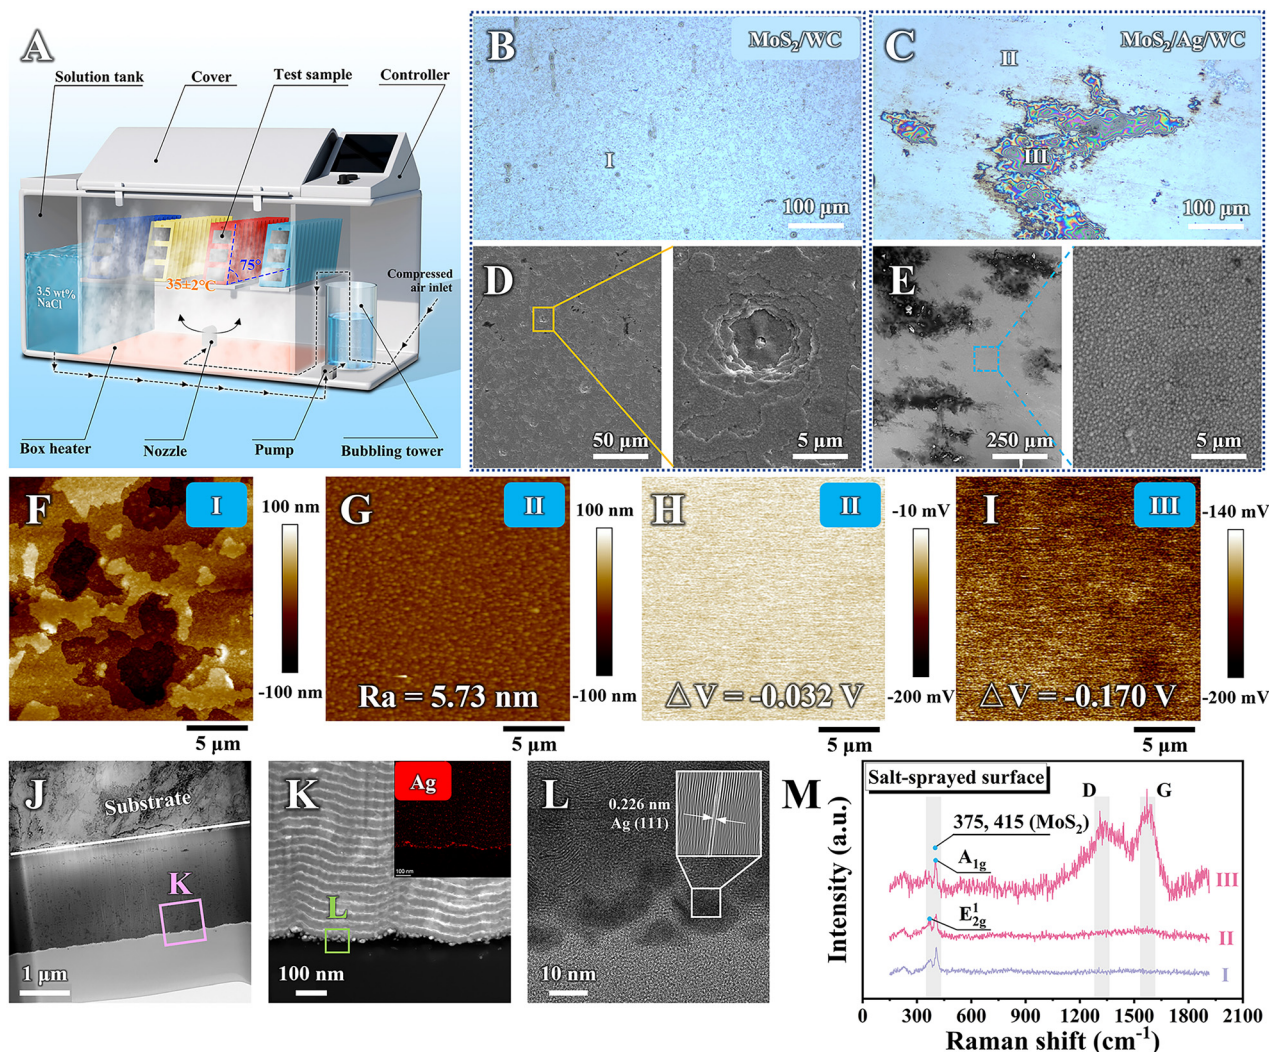 A
Solution tank
Cover
Test sample
Controller
3.5 wt%
NaCl
35±2°C
75°
Compressed
air inlet
Box heater
Nozzle
Pump
Bubbling tower
B
MoS₂/WC
I
100 μm
C
MoS₂/Ag/WC
II
III
100 μm
D
50 μm
5 μm
E
250 μm
5 μm
F
I
100 nm
-100 nm
5 μm
G
II
Ra = 5.73 nm
100 nm
-100 nm
5 μm
H
II
△V = -0.032 V
-10 mV
-200 mV
5 μm
I
III
△V = -0.170 V
-140 mV
-200 mV
5 μm
J
Substrate
K
1 μm
K
Ag
100 nm
L
100 nm
L
0.226 nm
Ag (111)
10 nm
M
Salt-sprayed surface
D
G
375, 415 (MoS₂)
A₁g
E¹₂g
III
II
I
Intensity (a.u.)
0 300 600 900 1200 1500 1800 2100
Raman shift (cm⁻¹)